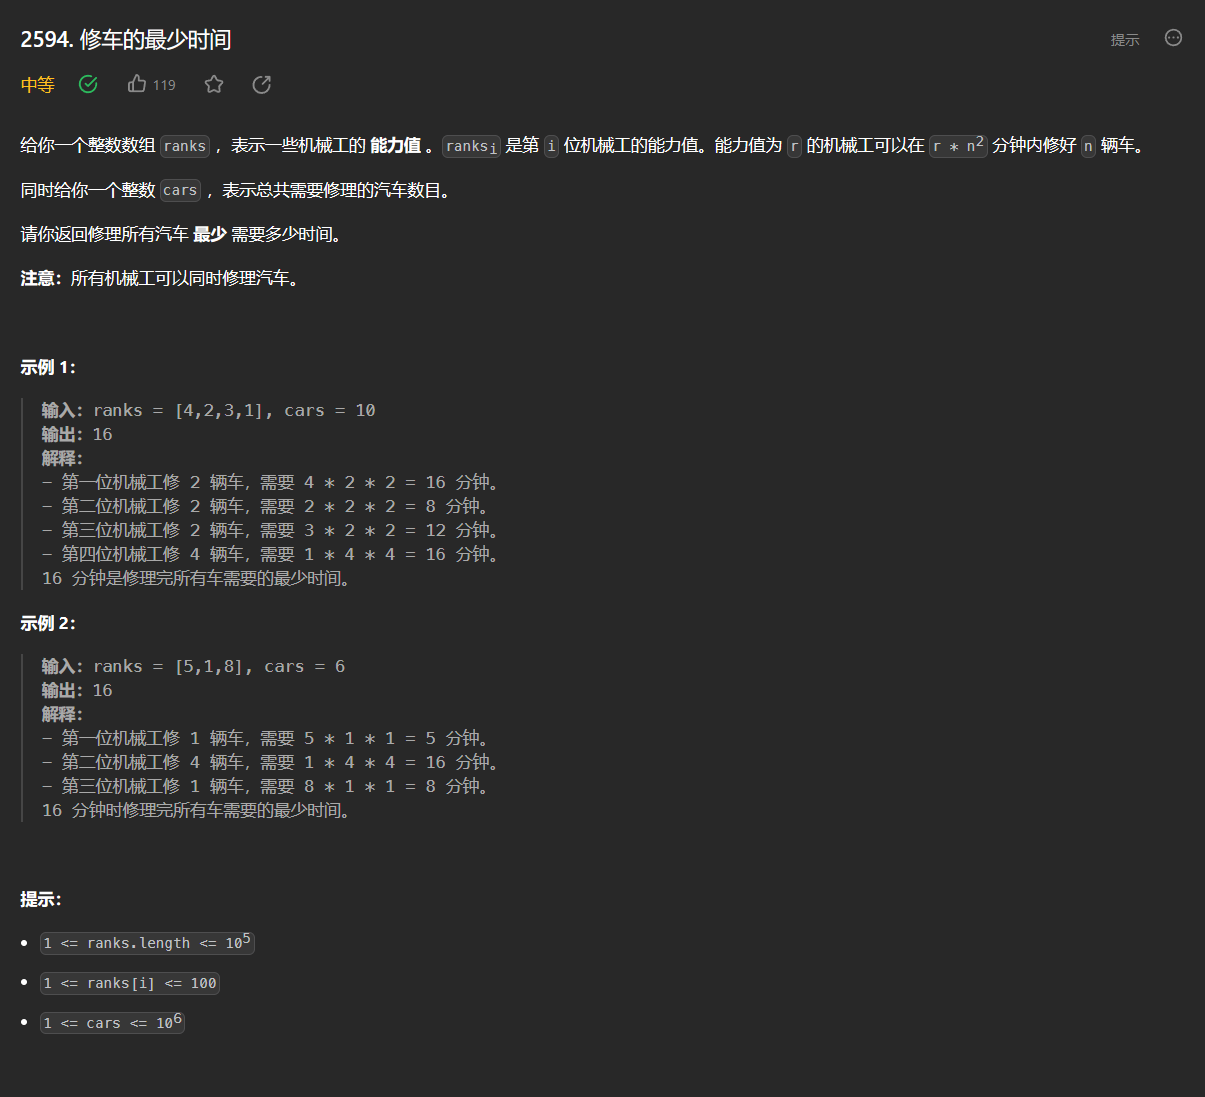 2594. 修车的最少时间
提示
中等
119
给你一个整数数组 ranks ，表示一些机械工的 能力值 。ranksi 是第 i 位机械工的能力值。能力值为 r 的机械工可以在 r * n2 分钟内修好 n 辆车。
同时给你一个整数 cars ，表示总共需要修理的汽车数目。
请你返回修理所有汽车 最少 需要多少时间。
注意：所有机械工可以同时修理汽车。
示例 1：
输入：ranks = [4,2,3,1], cars = 10
输出：16
解释：
- 第一位机械工修 2 辆车，需要 4 * 2 * 2 = 16 分钟。
- 第二位机械工修 2 辆车，需要 2 * 2 * 2 = 8 分钟。
- 第三位机械工修 2 辆车，需要 3 * 2 * 2 = 12 分钟。
- 第四位机械工修 4 辆车，需要 1 * 4 * 4 = 16 分钟。
16 分钟是修理完所有车需要的最少时间。
示例 2：
输入：ranks = [5,1,8], cars = 6
输出：16
解释：
- 第一位机械工修 1 辆车，需要 5 * 1 * 1 = 5 分钟。
- 第二位机械工修 4 辆车，需要 1 * 4 * 4 = 16 分钟。
- 第三位机械工修 1 辆车，需要 8 * 1 * 1 = 8 分钟。
16 分钟时修理完所有车需要的最少时间。
提示：
1 <= ranks.length <= 105
1 <= ranks[i] <= 100
1 <= cars <= 106